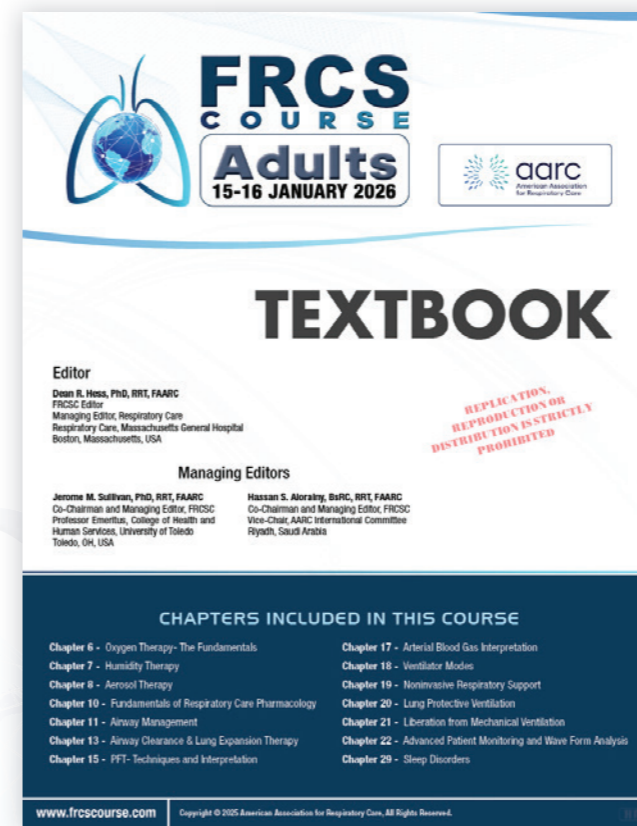 FRCS
COURSE
Adults
15-16 JANUARY 2026
aarc
American Association
for Respiratory Care
TEXTBOOK
Editor
Dean R. Hess, PhD, RRT, FAARC
FRCSC Editor
Managing Editor, Respiratory Care
Respiratory Care, Massachusetts General Hospital
Boston, Massachusetts, USA
REPLICATION,
REPRODUCTION OR
DISTRIBUTION IS STRICTLY
PROHIBITED
Managing Editors
Jerome M. Sullivan, PhD, RRT, FAARC
Co-Chairman and Managing Editor, FRCSC
Professor Emeritus, College of Health and
Human Services, University of Toledo
Toledo, OH, USA
Hassan S. Alorainy, BsRC, RRT, FAARC
Co-Chairman and Managing Editor, FRCSC
Vice-Chair, AARC International Committee
Riyadh, Saudi Arabia
CHAPTERS INCLUDED IN THIS COURSE
Chapter 6 - Oxygen Therapy- The Fundamentals
Chapter 7 - Humidity Therapy
Chapter 8 - Aerosol Therapy
Chapter 10 - Fundamentals of Respiratory Care Pharmacology
Chapter 11 - Airway Management
Chapter 13 - Airway Clearance & Lung Expansion Therapy
Chapter 15 - PFT- Techniques and Interpretation
Chapter 17 - Arterial Blood Gas Interpretation
Chapter 18 - Ventilator Modes
Chapter 19 - Noninvasive Respiratory Support
Chapter 20 - Lung Protective Ventilation
Chapter 21 - Liberation from Mechanical Ventilation
Chapter 22 - Advanced Patient Monitoring and Wave Form Analysis
Chapter 29 - Sleep Disorders
www.frcscourse.com
Copyright © 2025 American Association for Respiratory Care, All Rights Reserved.